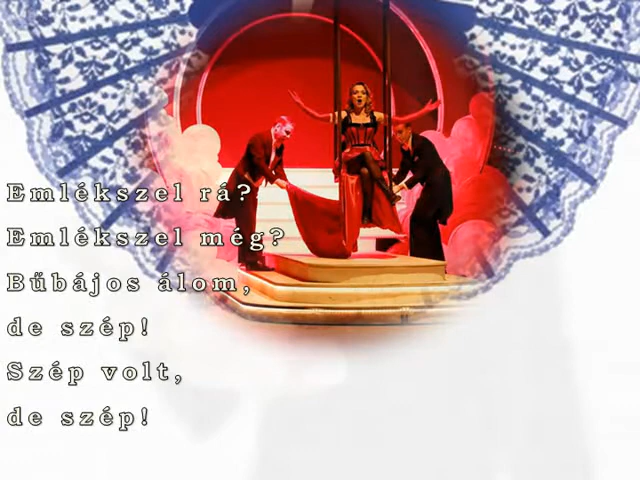 Emlékszel rá?
Emlékszel még?
Bűbájos álom,
de szép!
Szép volt,
de szép!